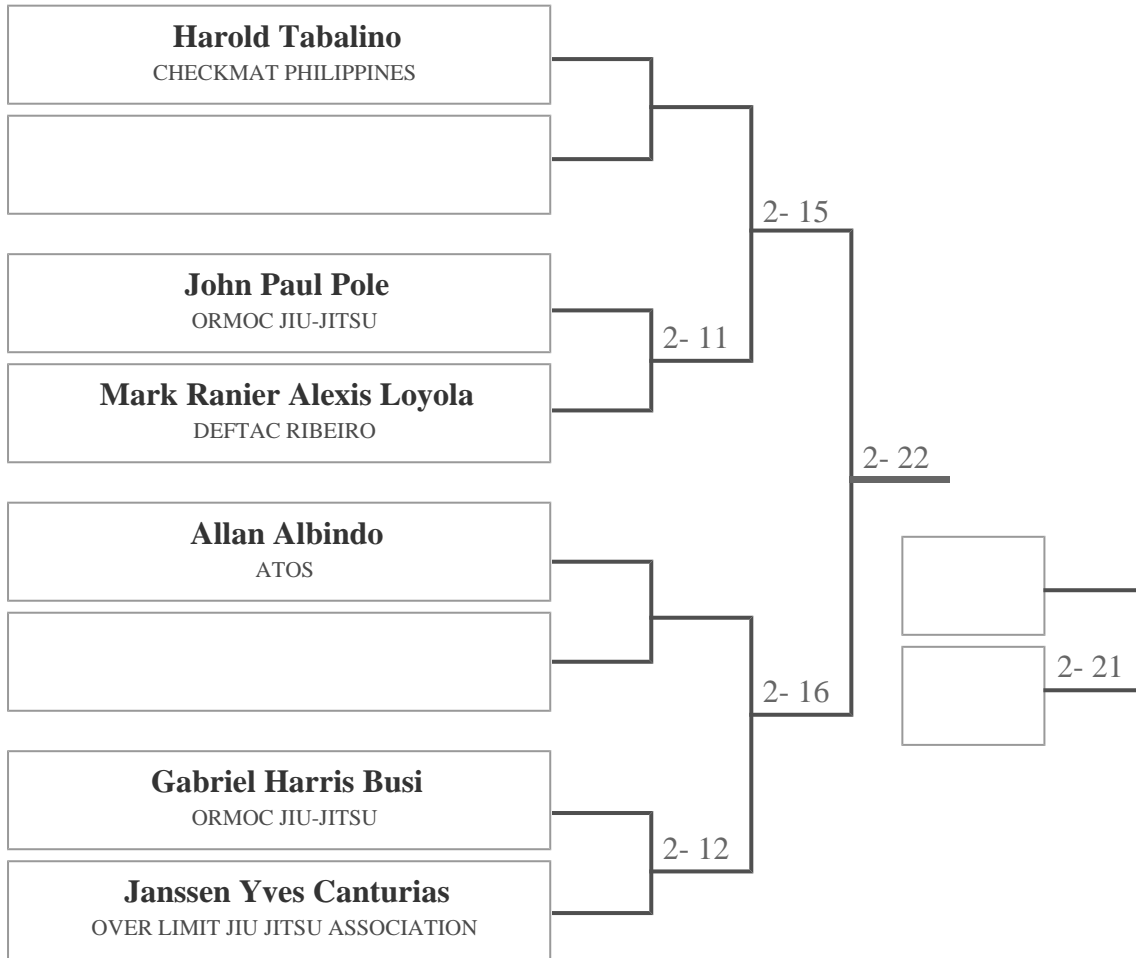 Harold Tabalino
CHECKMAT PHILIPPINES
2- 15
John Paul Pole
ORMOC JIU-JITSU
2- 11
Mark Ranier Alexis Loyola
DEFTAC RIBEIRO
2- 22
Allan Albindo
ATOS
2- 21
2- 16
Gabriel Harris Busi
ORMOC JIU-JITSU
2- 12
Janssen Yves Canturias
OVER LIMIT JIU JITSU ASSOCIATION